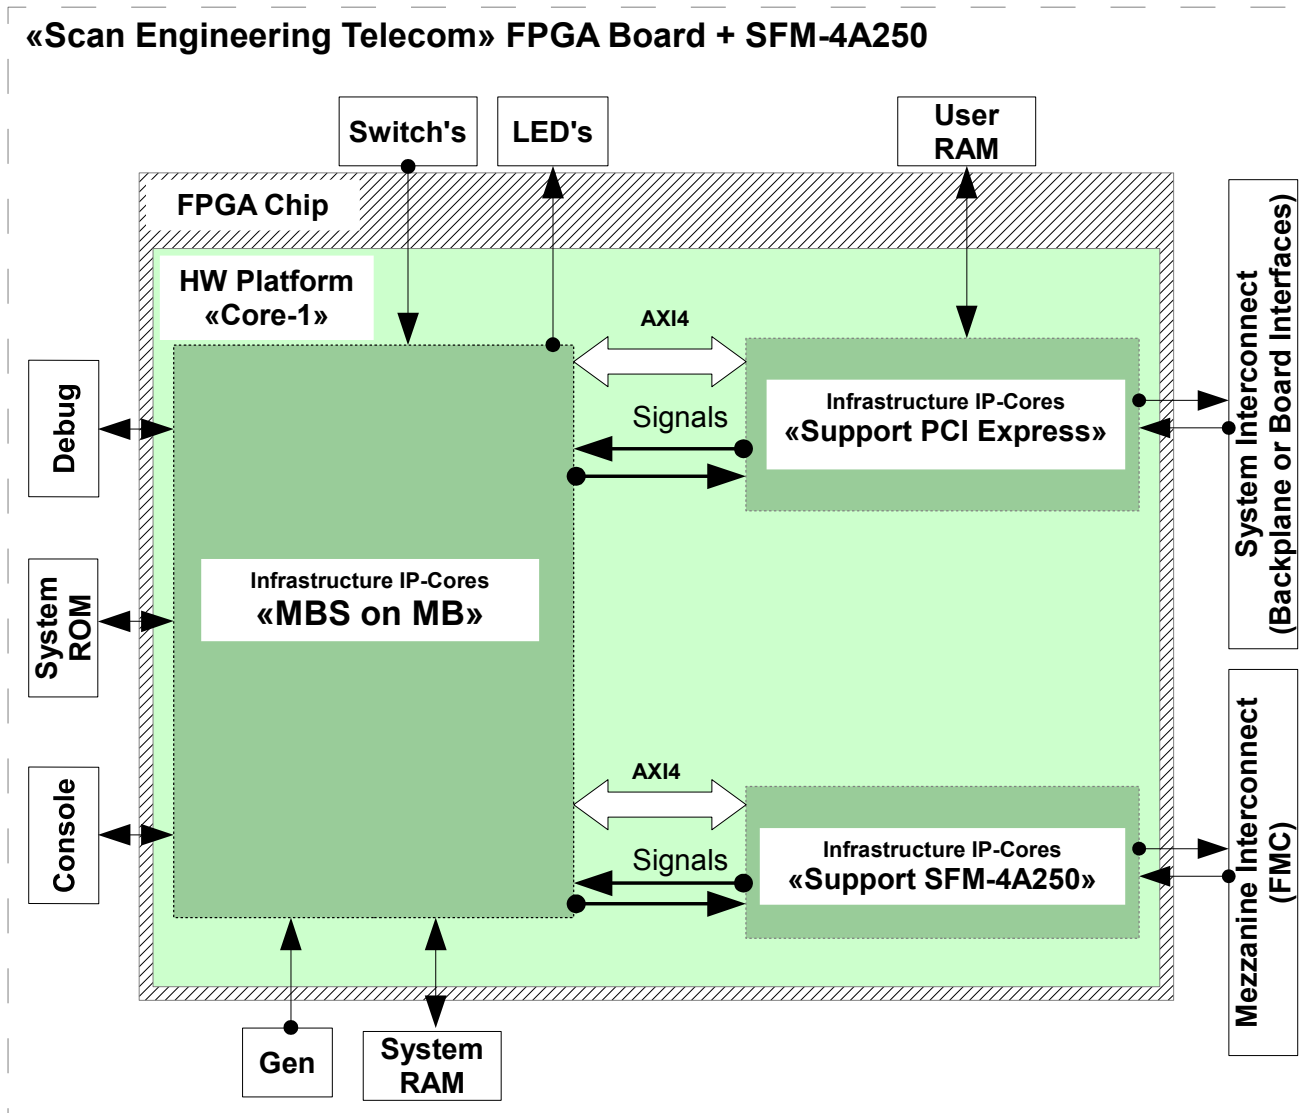 «Scan Engineering Telecom» FPGA Board + SFM-4A250
Switch's
LED's
User
RAM
FPGA Chip
HW Platform
«Core-1»
AXI4
Signals
Infrastructure IP-Cores
«Support PCI Express»
System Interconnect
(Backplane or Board Interfaces)
Debug
System
ROM
Console
Infrastructure IP-Cores
«MBS on MB»
AXI4
Signals
Infrastructure IP-Cores
«Support SFM-4A250»
Mezzanine Interconnect
(FMC)
Gen
System
RAM